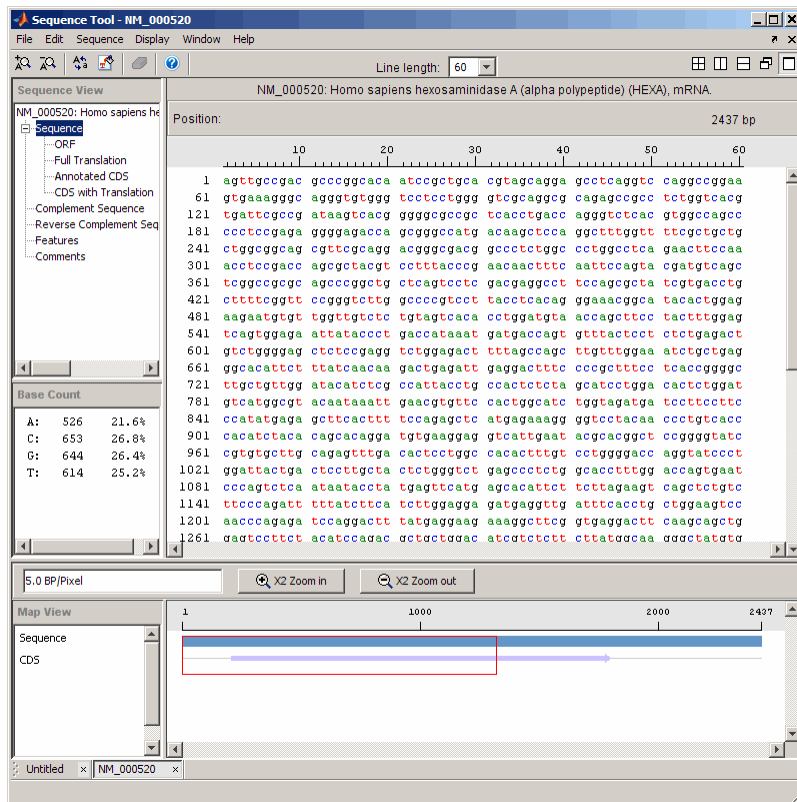 Sequence Tool - NM_000520
File Edit Sequence Display Window Help
Line length: 60
Sequence View
NM_000520: Homo sapiens he
Sequence
ORF
Full Translation
Annotated CDS
CDS with Translation
Complement Sequence
Reverse Complement Seq
Features
Comments
NM_000520: Homo sapiens hexosaminidase A (alpha polypeptide) (HEXA), mRNA.
Position: 2437 bp
10 20 30 40 50 60
1 agttgccgac gcccggcaca atccgctgca cgtagcagga gcctcaggtc caggccggaa
61 gtgaaagggc agggtgtggg tcctcctggg gtcgcaggcg cagagccgcc tctggtcacg
121 tgattcgccg ataagtcacg ggggcgccgc tcacctgacc agggtctcac gtggccagcc
181 ccctccgaga ggggagacca gcgggccatg acaagctcca ggctttggtt ttcgctgctg
241 ctggcggcag cgttcgcagg acgggcgacg gccctctggc cctggcctca gaacttccaa
301 acctccgacc agcgctacgt cctttacccg aacaactttc aattccagta cgatgtcagc
361 tcggccgcgc agcccggctg ctcagtcctc gacgaggcct tccagcgcta tcgtgacctg
421 cttttcggtt ccgggtcttg gccccgtcct tacctcacag ggaaacggca tacactggag
481 aagaatgtgt tggttgtctc tgtagtcaca cctggatgta accagcttcc tactttggag
541 tcagtggaga attataccct gaccataaat gatgaccagt gtttactcct ctctgagact
601 gtctggggag ctctccgagg tctggagact tttagccagc ttgtttggaa atctgctgag
661 ggcacattct ttatcaacaa gactgagatt gaggactttc cccgctttcc tcaccggggc
721 ttgctgttgg atacatctcg ccattacctg ccactctcta gcatcctgga cactctggat
781 gtcatggcgt acaataaatt gaacgtgttc cactggcatc tggtagatga tccttccttc
841 ccatatgaga gcttcacttt tccagagctc atgagaaagg ggtcctacaa ccctgtcacc
901 cacatctaca cagcacagga tgtgaaggag gtcattgaat acgcacggct ccggggtatc
961 cgtgtgcttg cagagtttga cactcctggc cacactttgt cctggggacc aggtatccct
1021 ggattactga ctccttgcta ctctgggtct gagccctctg gcacctttgg accagtgaat
1081 cccagtctca ataataccta tgagttcatg agcacattct tcttagaagt cagctctgtc
1141 ttcccagatt tttatcttca tcttggagga gatgaggttg atttcacctg ctggaagtcc
1201 aacccagaga tccaggactt tatgaggaag aaaggcttcg gtgaggactt caagcagctg
1261 gagtccttct acatccagac gctgctggac atcgtctctt cttatggcaa gggctatgtg
Base Count
A: 526 21.6%
C: 653 26.8%
G: 644 26.4%
T: 614 25.2%
5.0 BP/Pixel
X2 Zoom in
X2 Zoom out
Map View
Sequence
CDS
1 1000 2000 2437
Untitled
NM_000520